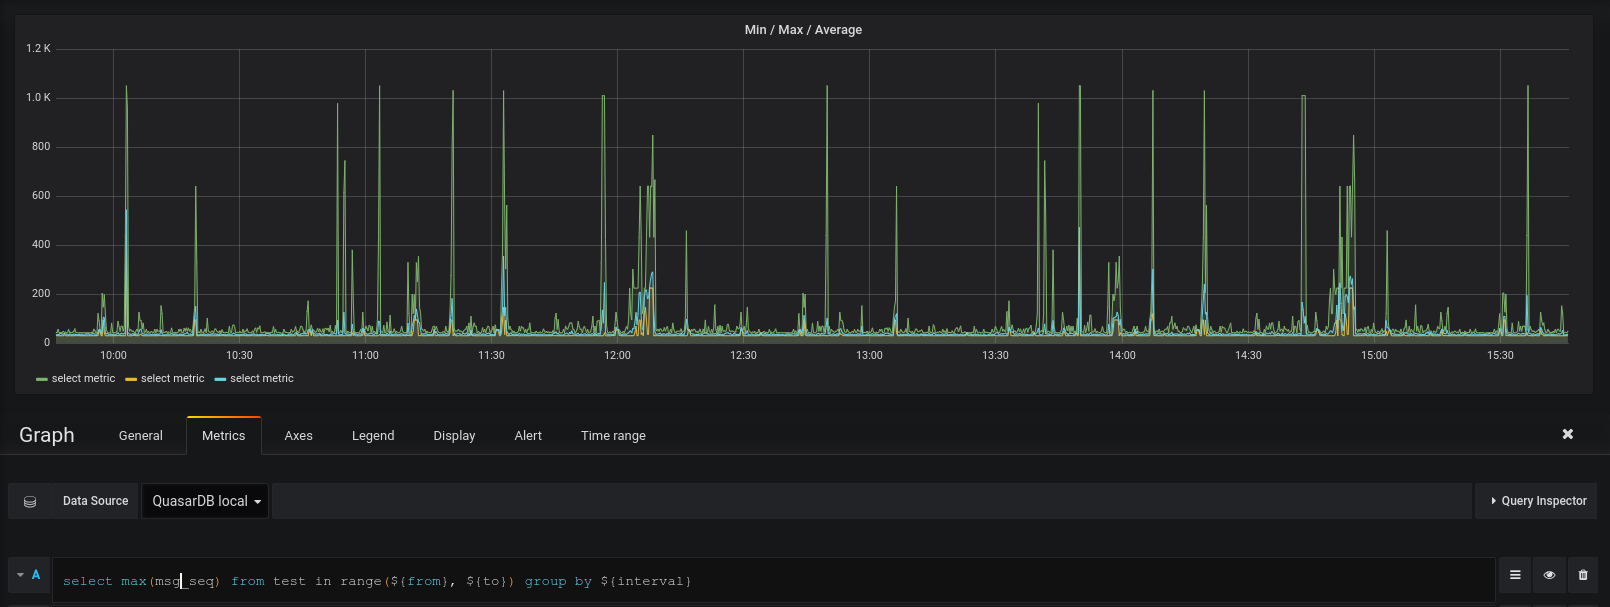 Min / Max / Average
1.2 K
1.0 K
800
600
400
200
0
10:00 10:30 11:00 11:30 12:00 12:30 13:00 13:30 14:00 14:30 15:00 15:30
select metric select metric select metric
Graph General Metrics Axes Legend Display Alert Time range
Data Source QuasarDB local Query Inspector
A select max(msg_seq) from test in range(${from}, ${to}) group by ${interval}